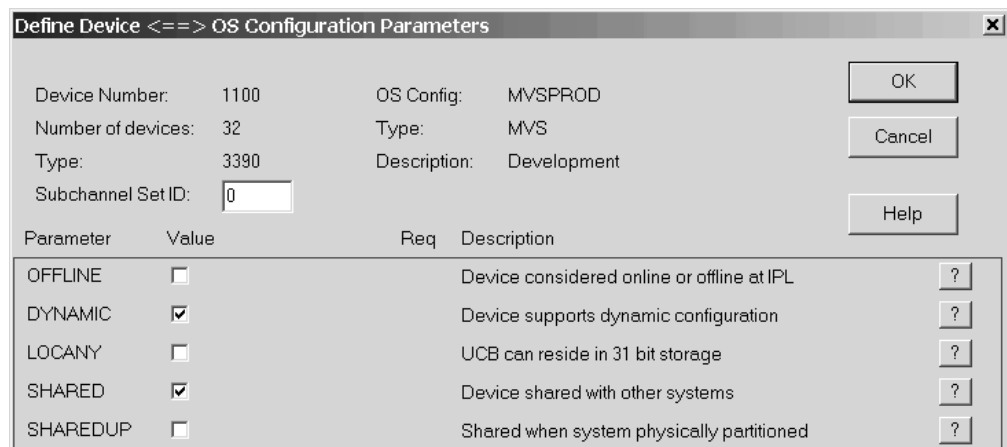 Define Device <==> OS Configuration Parameters
Device Number: 1100 OS Config: MVSPROD OK
Number of devices: 32 Type: MVS Cancel
Type: 3390 Description: Development
Subchannel Set ID: 0 Help
Parameter Value Req Description
OFFLINE Device considered online or offline at IPL ?
DYNAMIC Device supports dynamic configuration ?
LOCANY UCB can reside in 31 bit storage ?
SHARED Device shared with other systems ?
SHAREDUP Shared when system physically partitioned ?